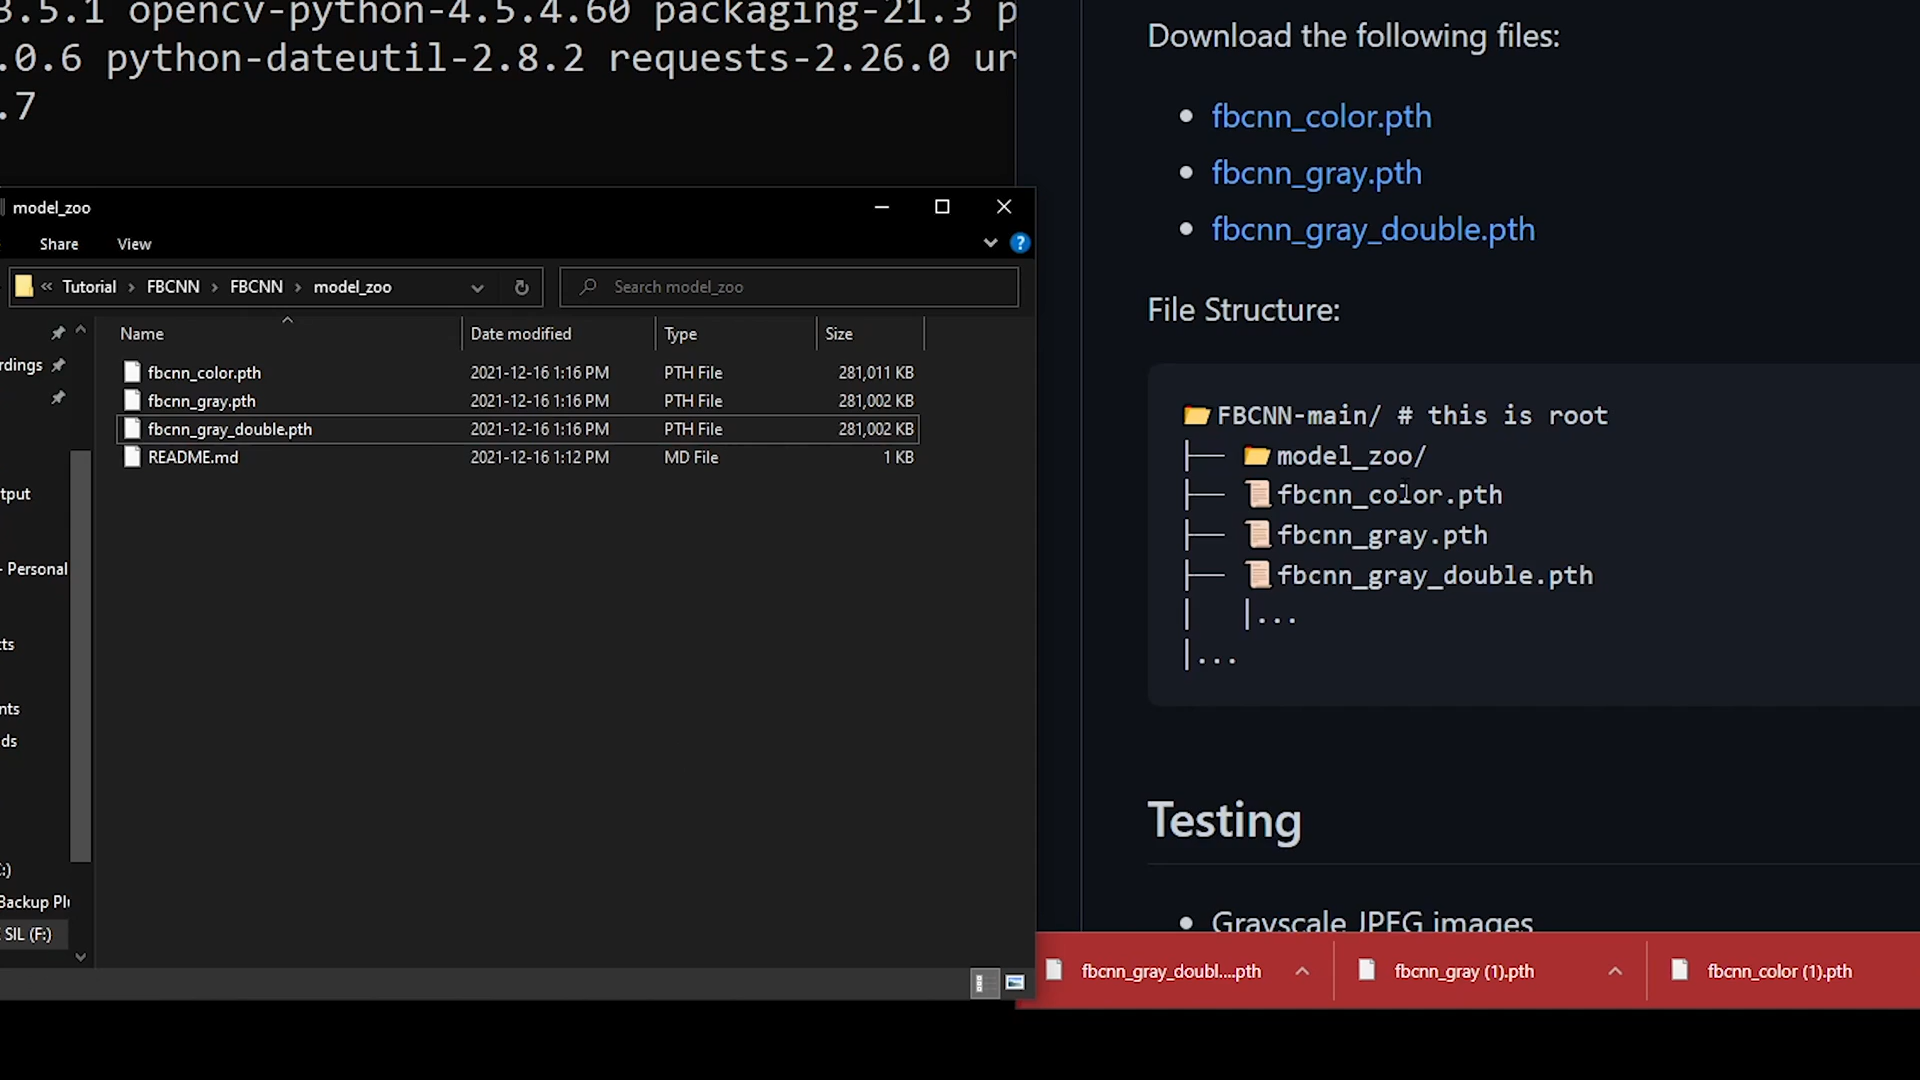 3.5.1 opencv-python-4.5.4.60 packaging-21.3 p
.0.6 python-dateutil-2.8.2 requests-2.26.0 ur
.7
model_zoo
Share View
« Tutorial › FBCNN › FBCNN › model_zoo
Search model_zoo
Name Date modified Type Size
fbcnn_color.pth 2021-12-16 1:16 PM PTH File 281,011 KB
fbcnn_gray.pth 2021-12-16 1:16 PM PTH File 281,002 KB
fbcnn_gray_double.pth 2021-12-16 1:16 PM PTH File 281,002 KB
README.md 2021-12-16 1:12 PM MD File 1 KB
rdings
tput
- Personal
ts
nts
ds
:)
Backup Plu
SIL (F:)
Download the following files:
• fbcnn_color.pth
• fbcnn_gray.pth
• fbcnn_gray_double.pth
File Structure:
FBCNN-main/ # this is root
├── model_zoo/
├── fbcnn_color.pth
├── fbcnn_gray.pth
├── fbcnn_gray_double.pth
│ |...
|...
Testing
• Grayscale JPEG images
fbcnn_gray_doubl....pth fbcnn_gray (1).pth fbcnn_color (1).pth